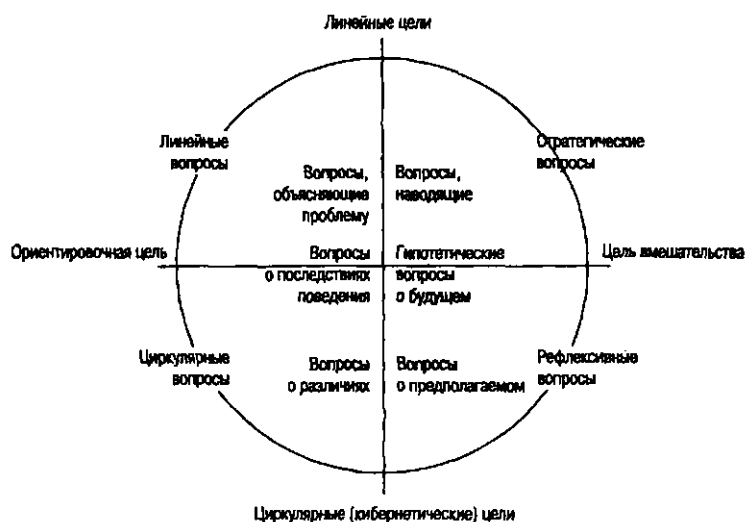 Линейные цели
Линейные
вопросы
Стратегические
вопросы
Вопросы,
объясняющие
проблему
Вопросы,
наводящие
Ориентировочная цель
Вопросы
о последствиях
поведения
Гипотетические
вопросы
о будущем
Цель вмешательства
Циркулярные
вопросы
Вопросы
о различиях
Вопросы
о предполагаемом
Рефлексивные
вопросы
Циркулярные (кибернетические) цели